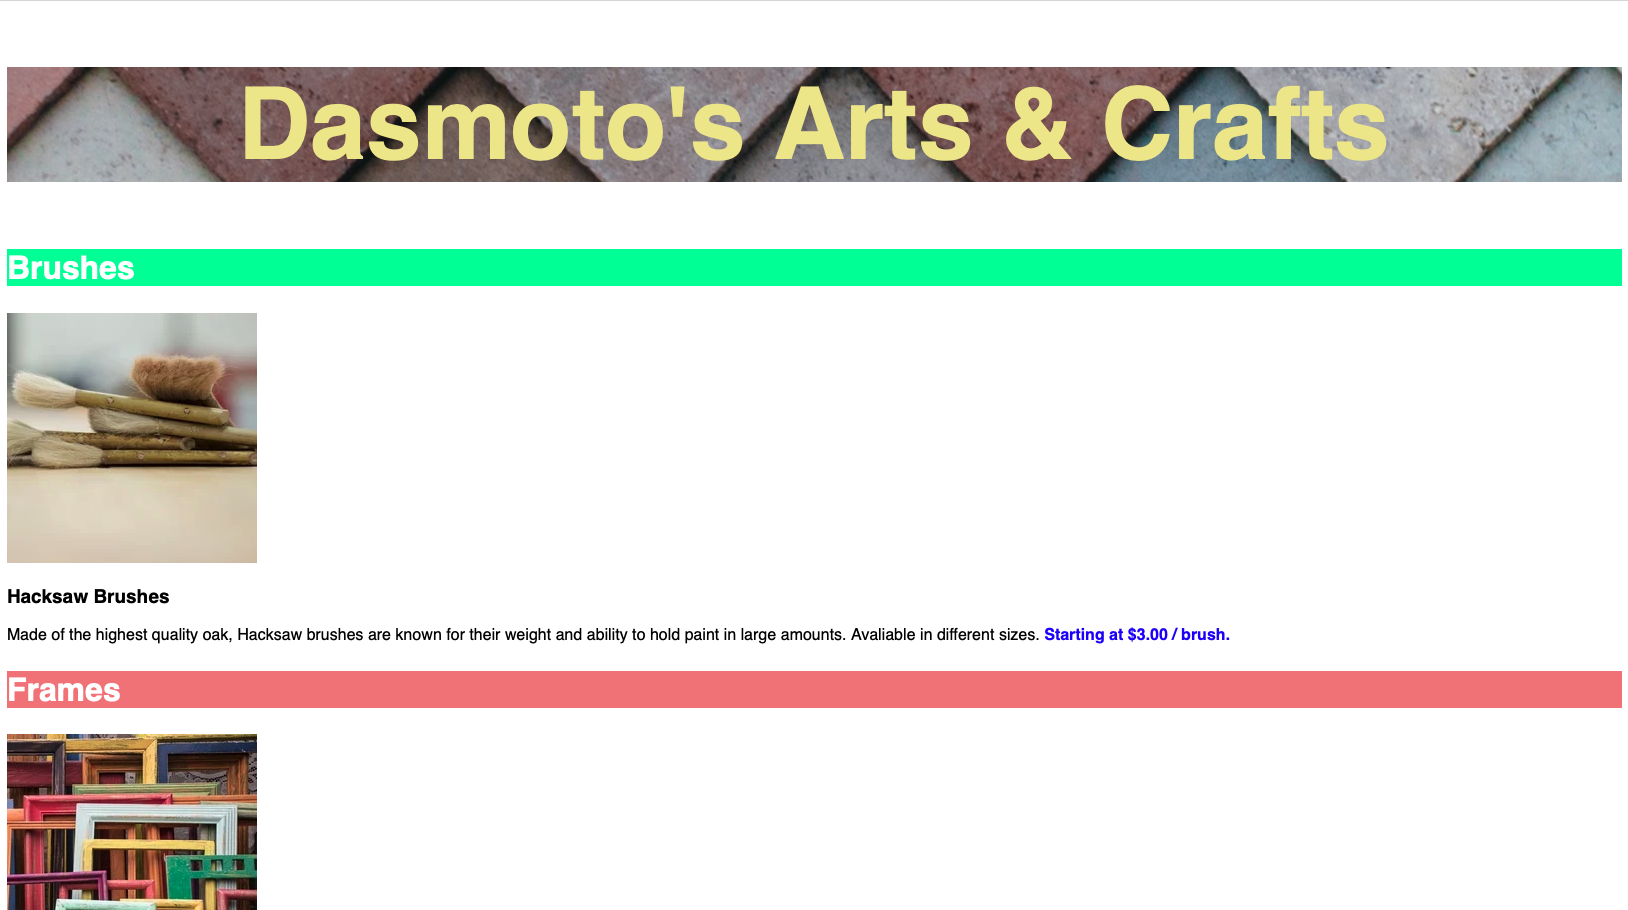 Dasmoto's Arts & Crafts
Brushes
Hacksaw Brushes
Made of the highest quality oak, Hacksaw brushes are known for their weight and ability to hold paint in large amounts. Avaliable in different sizes. Starting at $3.00 / brush.
Frames